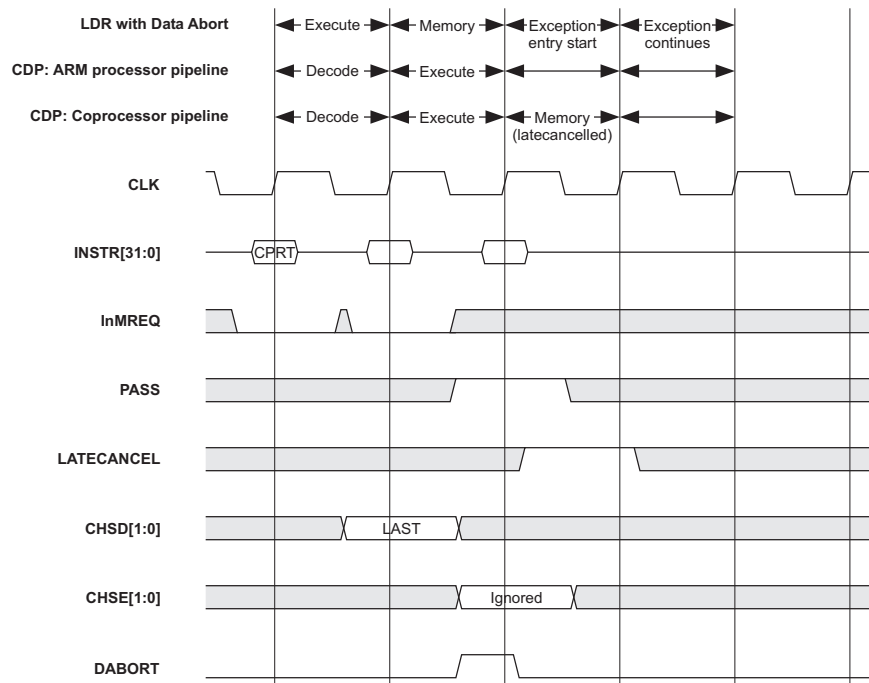 LDR with Data Abort Execute Memory Exception entry start Exception continues
CDP: ARM processor pipeline Decode Execute
CDP: Coprocessor pipeline Decode Execute Memory (latecancelled)
CLK
INSTR[31:0] CPRT
InMREQ
PASS
LATECANCEL
CHSD[1:0] LAST
CHSE[1:0] Ignored
DABORT